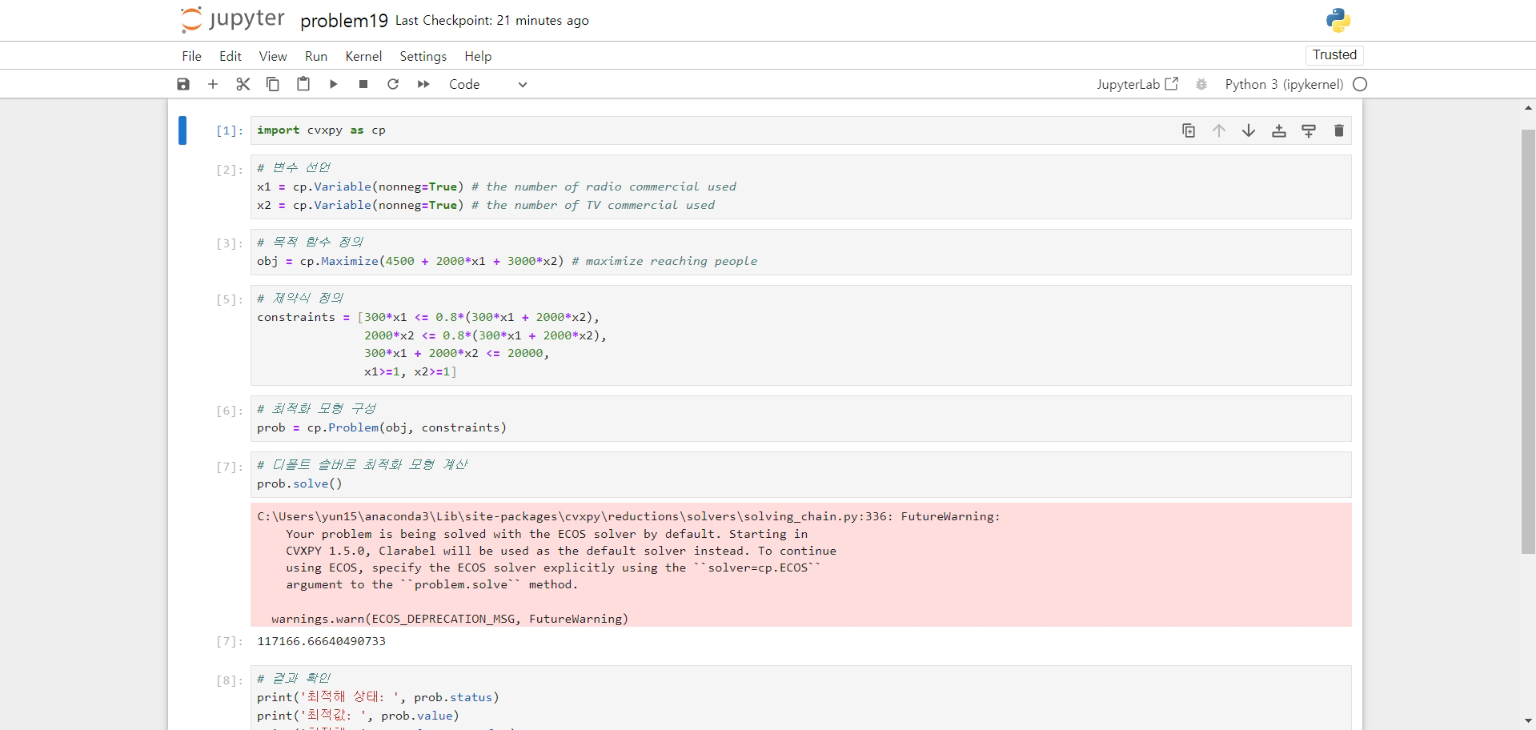 jupyter problem19 Last Checkpoint: 21 minutes ago
File Edit View Run Kernel Settings Help
Trusted
Code
JupyterLab
Python 3 (ipykernel)
[1]: import cvxpy as cp
[2]: # 변수 선언
x1 = cp.Variable(nonneg=True) # the number of radio commercial used
x2 = cp.Variable(nonneg=True) # the number of TV commercial used
[3]: # 목적 함수 정의
obj = cp.Maximize(4500 + 2000*x1 + 3000*x2) # maximize reaching people
[5]: # 제약식 정의
constraints = [300*x1 <= 0.8*(300*x1 + 2000*x2),
2000*x2 <= 0.8*(300*x1 + 2000*x2),
300*x1 + 2000*x2 <= 20000,
x1>=1, x2>=1]
[6]: # 최적화 모형 구성
prob = cp.Problem(obj, constraints)
[7]: # 디폴트 솔버로 최적화 모형 계산
prob.solve()
C:\Users\yun15\anaconda3\Lib\site-packages\cvxpy\reductions\solvers\solving_chain.py:336: FutureWarning:
Your problem is being solved with the ECOS solver by default. Starting in
CVXPY 1.5.0, Clarabel will be used as the default solver instead. To continue
using ECOS, specify the ECOS solver explicitly using the ``solver=cp.ECOS``
argument to the ``problem.solve`` method.
warnings.warn(ECOS_DEPRECATION_MSG, FutureWarning)
[7]: 117166.66640490733
[8]: # 결과 확인
print('최적해 상태: ', prob.status)
print('최적값: ', prob.value)